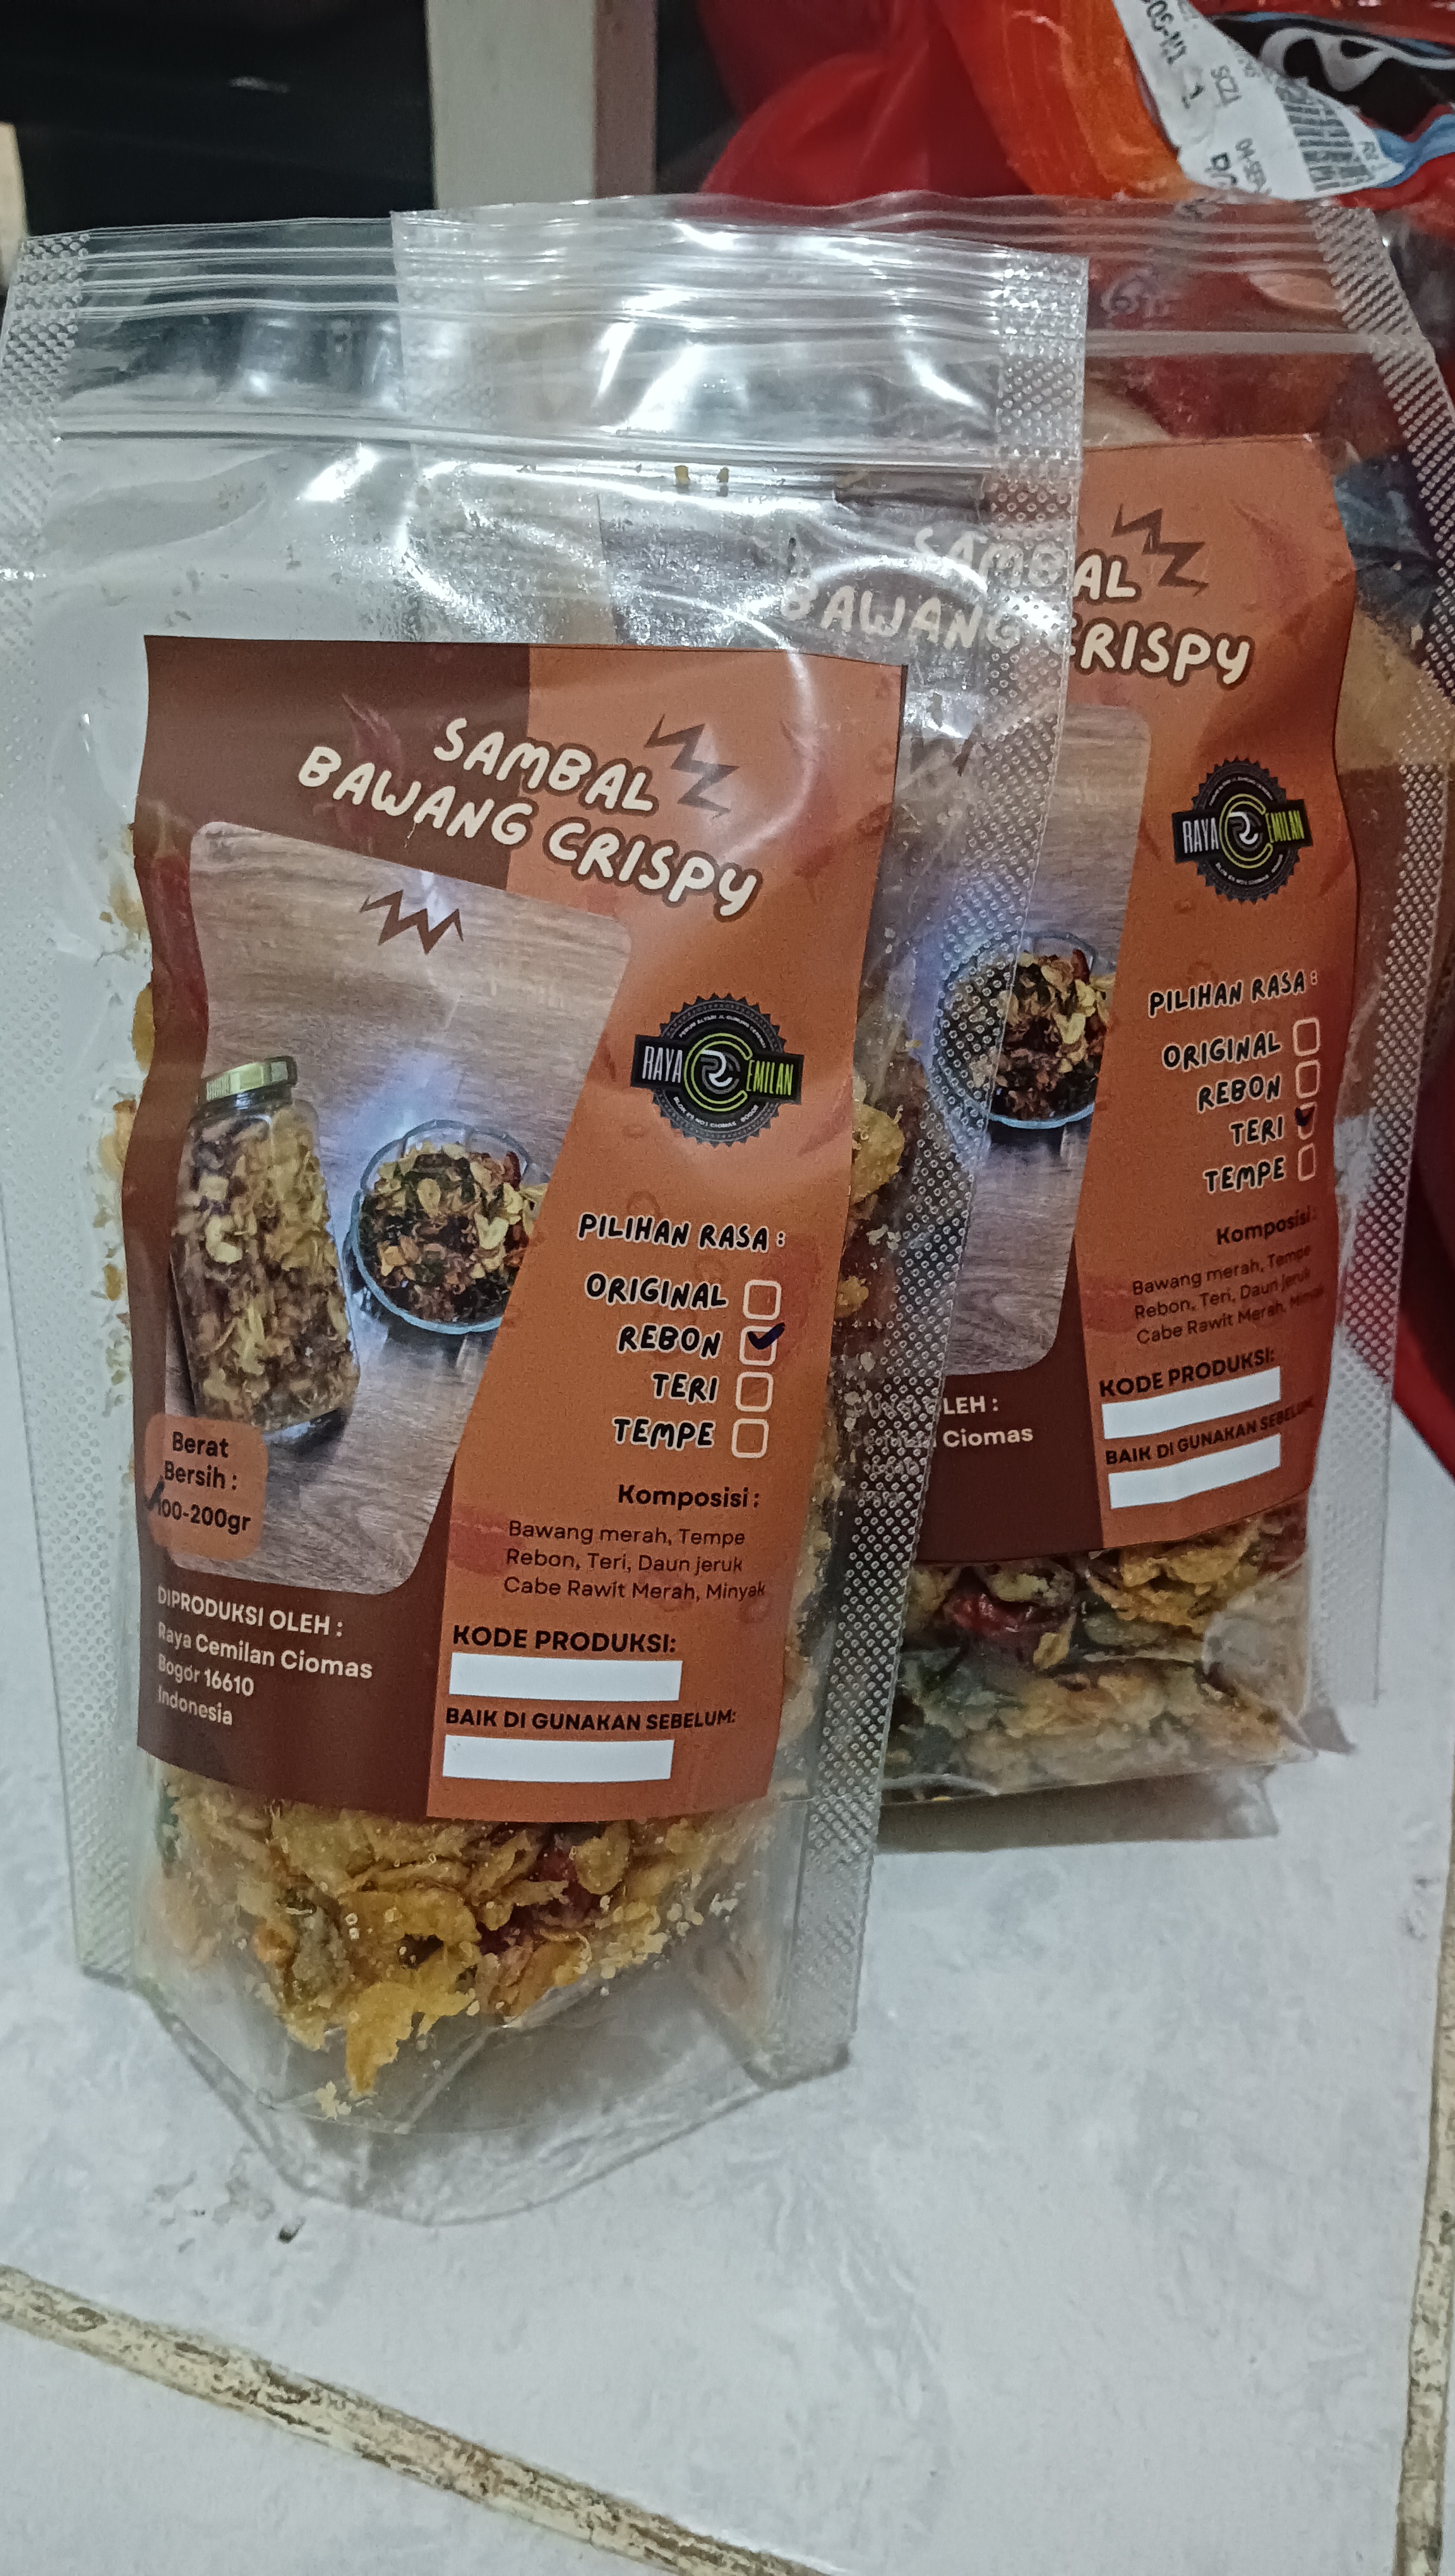 SAMBAL
BAWANG CRISPY
RAYA CEMILAN
PILIHAN RASA :
ORIGINAL
REBON
TERI
TEMPE
Berat
Bersih :
100-200gr
Komposisi :
Bawang merah, Tempe
Rebon, Teri, Daun jeruk
Cabe Rawit Merah, Minyak
DIPRODUKSI OLEH :
Raya Cemilan Ciomas
Bogor 16610
Indonesia
KODE PRODUKSI:
BAIK DI GUNAKAN SEBELUM:
SAMBAL
BAWANG CRISPY
RAYA CEMILAN
PILIHAN RASA :
ORIGINAL
REBON
TERI
TEMPE
Komposisi :
Bawang merah, Tempe
Rebon, Teri, Daun jeruk
Cabe Rawit Merah,
OLEH :
Ciomas
KODE PRODUKSI:
BAIK DI GUNAKAN SEBELUM